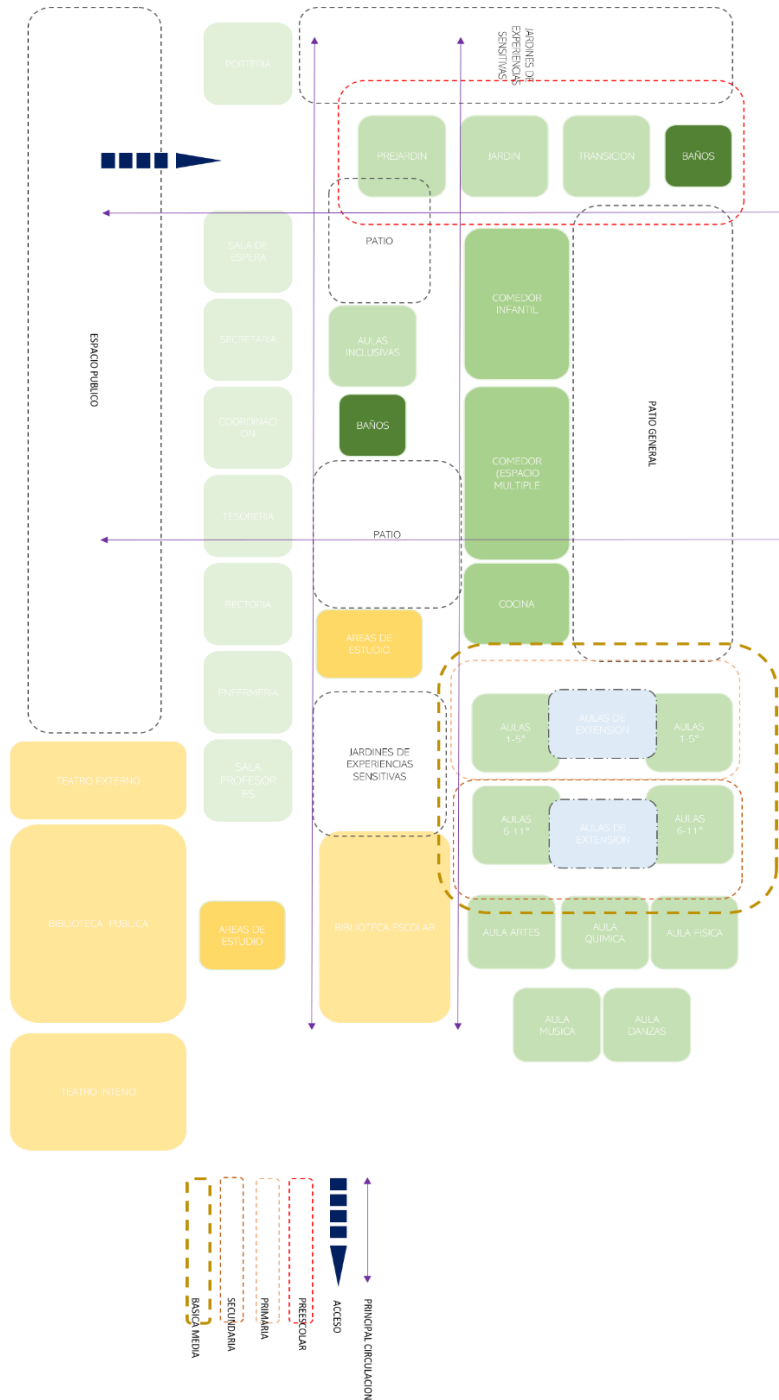 JARDINES DE
EXPERIENCIAS
SENSITIVAS
PORTERIA
PREJARDIN
JARDIN
TRANSICION
BAÑOS
SALA DE
ESPERA
PATIO
COMEDOR
INFANTIL
SECRETARIA
AULAS
INCLUSIVAS
ESPACIO PUBLICO
COORDINACI
ON
BAÑOS
COMEDOR
(ESPACIO
MULTIPLE
PATIO GENERAL
TESORERIA
PATIO
RECTORIA
COCINA
AREAS DE
ESTUDIO
ENFERMERIA
AULAS
1-5°
AULAS DE
EXTENSION
AULAS
1-5°
TEATRO EXTERNO
SALA
PROFESOR
ES
JARDINES DE
EXPERIENCIAS
SENSITIVAS
AULAS
6-11°
AULAS DE
EXTENSION
AULAS
6-11°
BIBLIOTECA PUBLICA
AREAS DE
ESTUDIO
BIBLIOTECA ESCOLAR
AULA ARTES
AULA
QUIMICA
AULA FISICA
AULA
MUSICA
AULA
DANZAS
TEATRO INTENO
BASICA MEDIA
SECUNDARIA
PRIMARIA
PREESCOLAR
ACCESO
PRINCIPAL CIRCULACION